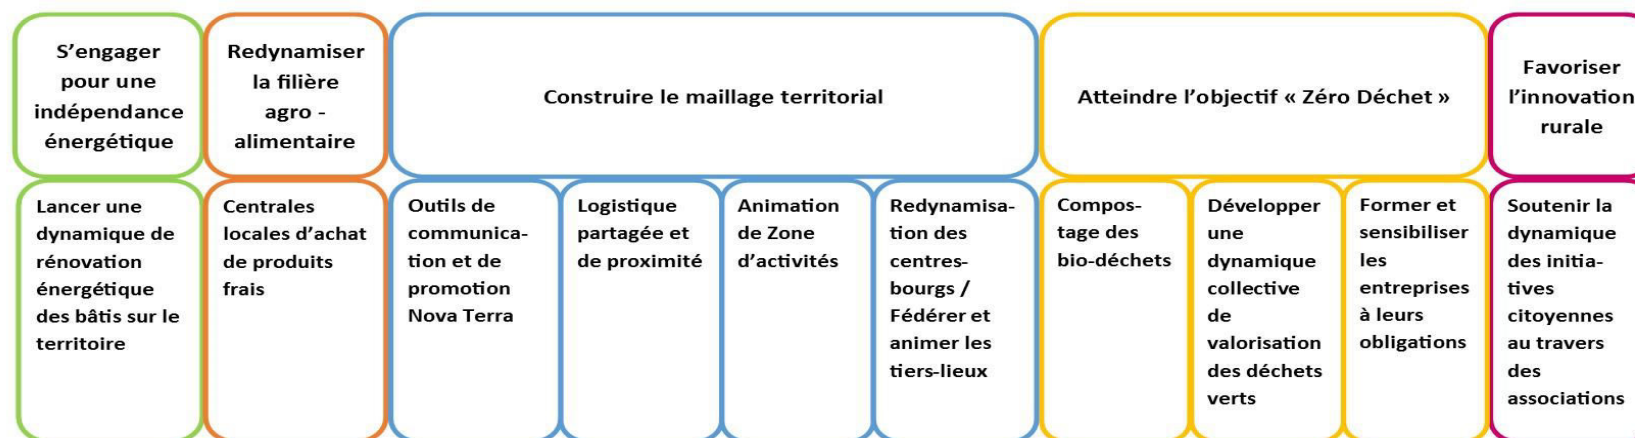 S’engager
pour une
indépendance
énergétique
Redynamiser
la filière
agro -
alimentaire
Construire le maillage territorial
Atteindre l’objectif « Zéro Déchet »
Favoriser
l’innovation
rurale
Lancer une
dynamique de
rénovation
énergétique
des bâtis sur le
territoire
Centrales
locales d’achat
de produits
frais
Outils de
communica-
tion et de
promotion
Nova Terra
Logistique
partagée et
de proximité
Animation
de Zone
d’activités
Redynamisa-
tion des
centres-
bourgs /
Fédérer et
animer les
tiers-lieux
Compos-
tage des
bio-déchets
Développer
une
dynamique
collective
de
valorisation
des déchets
verts
Former et
sensibiliser
les
entreprises
à leurs
obligations
Soutenir la
dynamique
des initia-
tives
citoyennes
au travers
des
associations